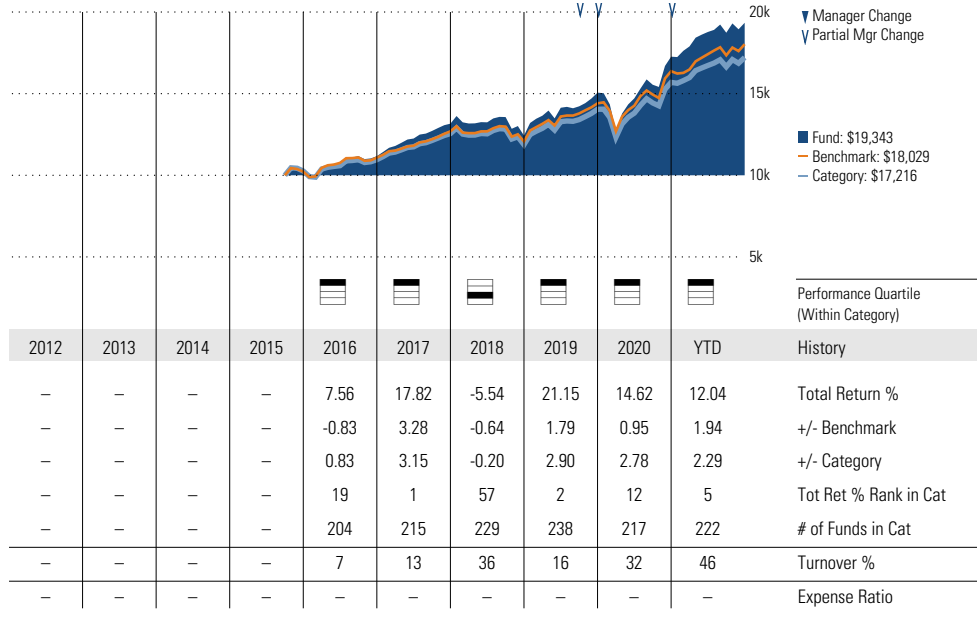 20k
15k
10k
5k
Manager Change
Partial Mgr Change
Fund: $19,343
Benchmark: $18,029
Category: $17,216
Performance Quartile
(Within Category)
2012 2013 2014 2015 2016 2017 2018 2019 2020 YTD History
– – – – 7.56 17.82 -5.54 21.15 14.62 12.04 Total Return %
– – – – -0.83 3.28 -0.64 1.79 0.95 1.94 +/- Benchmark
– – – – 0.83 3.15 -0.20 2.90 2.78 2.29 +/- Category
– – – – 19 1 57 2 12 5 Tot Ret % Rank in Cat
– – – – 204 215 229 238 217 222 # of Funds in Cat
– – – – 7 13 36 16 32 46 Turnover %
– – – – – – – – – – Expense Ratio